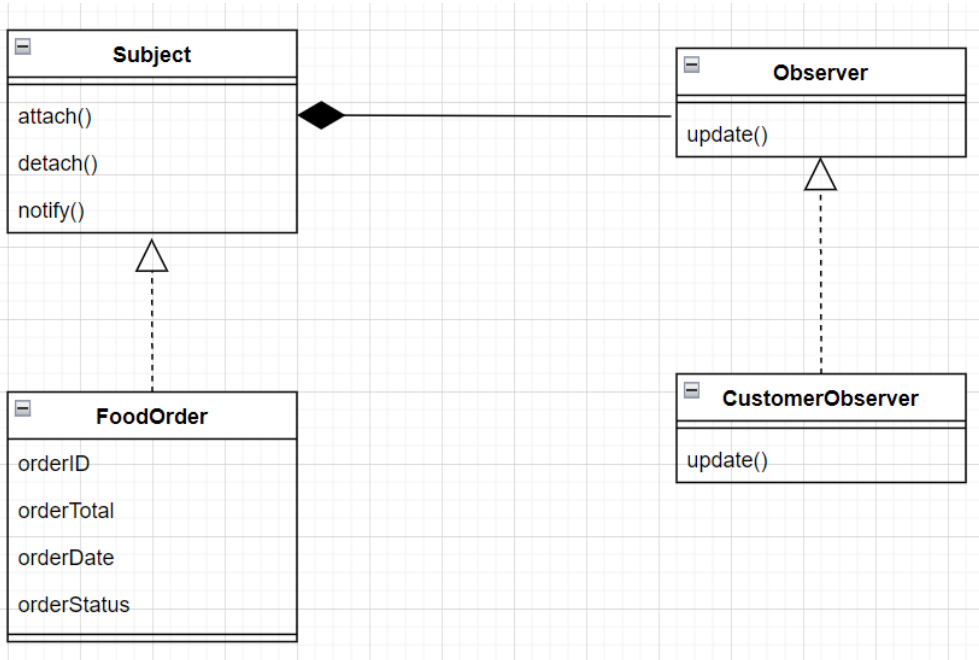 Subject
attach()
detach()
notify()
Observer
update()
FoodOrder
orderID
orderTotal
orderDate
orderStatus
CustomerObserver
update()